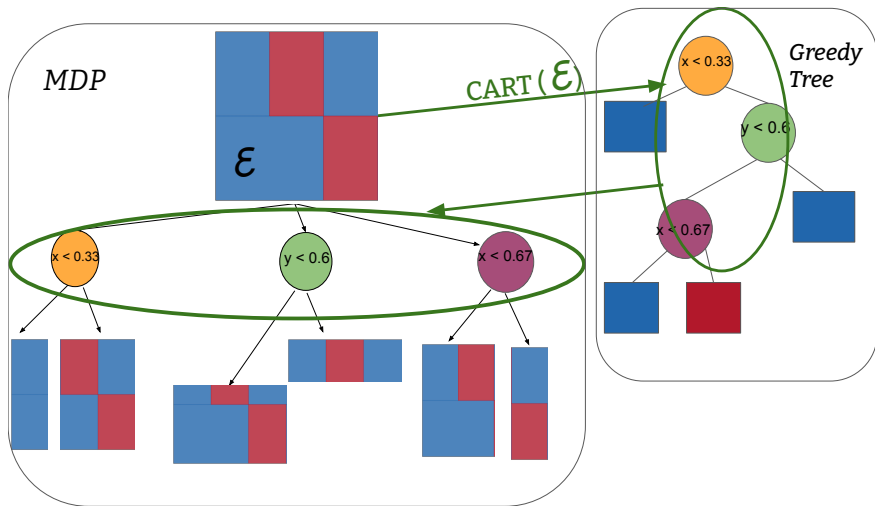 MDP
ℰ
x < 0.33
y < 0.6
x < 0.67
CART(ℰ)
Greedy
Tree
x < 0.33
y < 0.6
x < 0.67